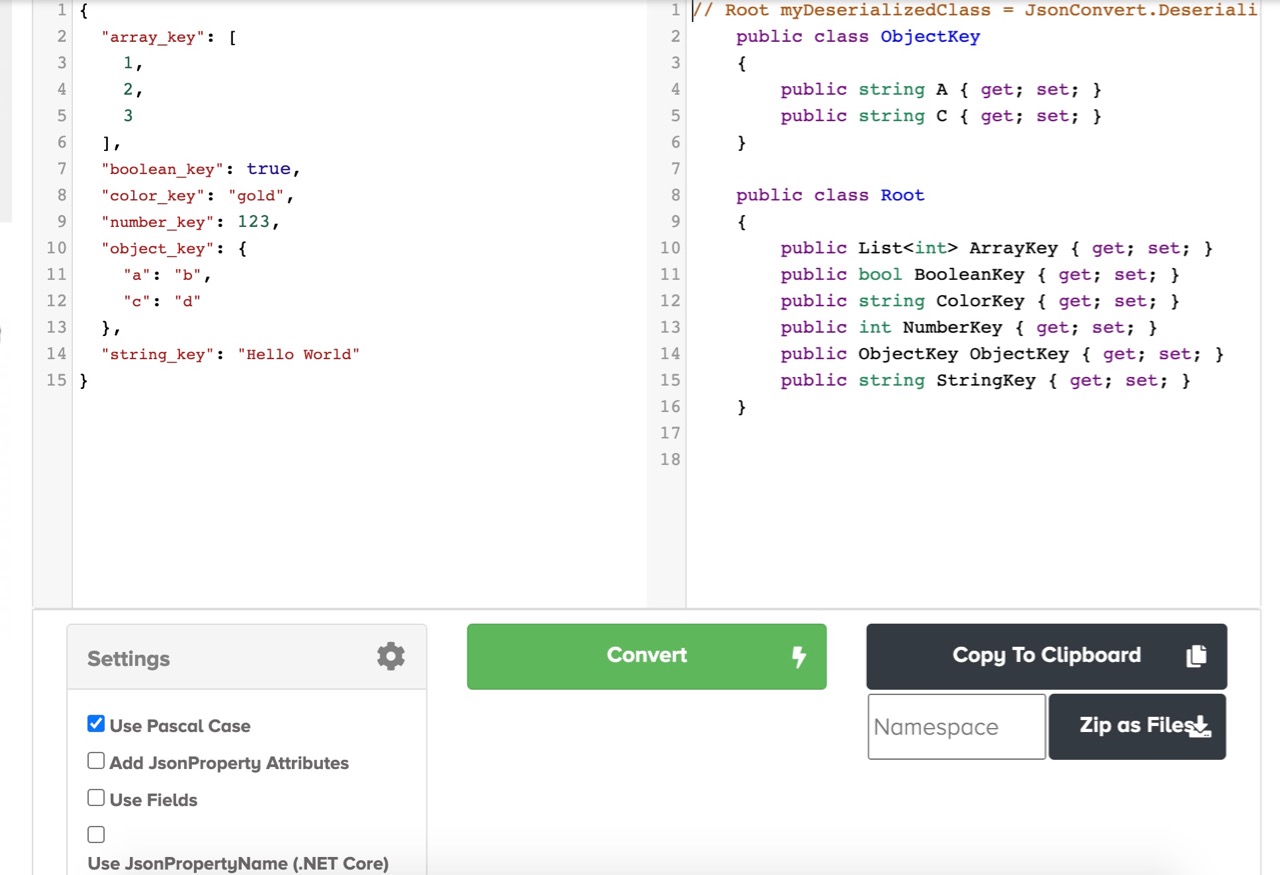 1 {
2 "array_key": [
3 1,
4 2,
5 3
6 ],
7 "boolean_key": true,
8 "color_key": "gold",
9 "number_key": 123,
10 "object_key": {
11 "a": "b",
12 "c": "d"
13 },
14 "string_key": "Hello World"
15 }
1 // Root myDeserializedClass = JsonConvert.Deseriali
2 public class ObjectKey
3 {
4 public string A { get; set; }
5 public string C { get; set; }
6 }
7
8 public class Root
9 {
10 public List<int> ArrayKey { get; set; }
11 public bool BooleanKey { get; set; }
12 public string ColorKey { get; set; }
13 public int NumberKey { get; set; }
14 public ObjectKey ObjectKey { get; set; }
15 public string StringKey { get; set; }
16 }
17
18
Settings
Use Pascal Case
Add JsonProperty Attributes
Use Fields
Use JsonPropertyName (.NET Core)
Convert
Copy To Clipboard
Namespace
Zip as Files